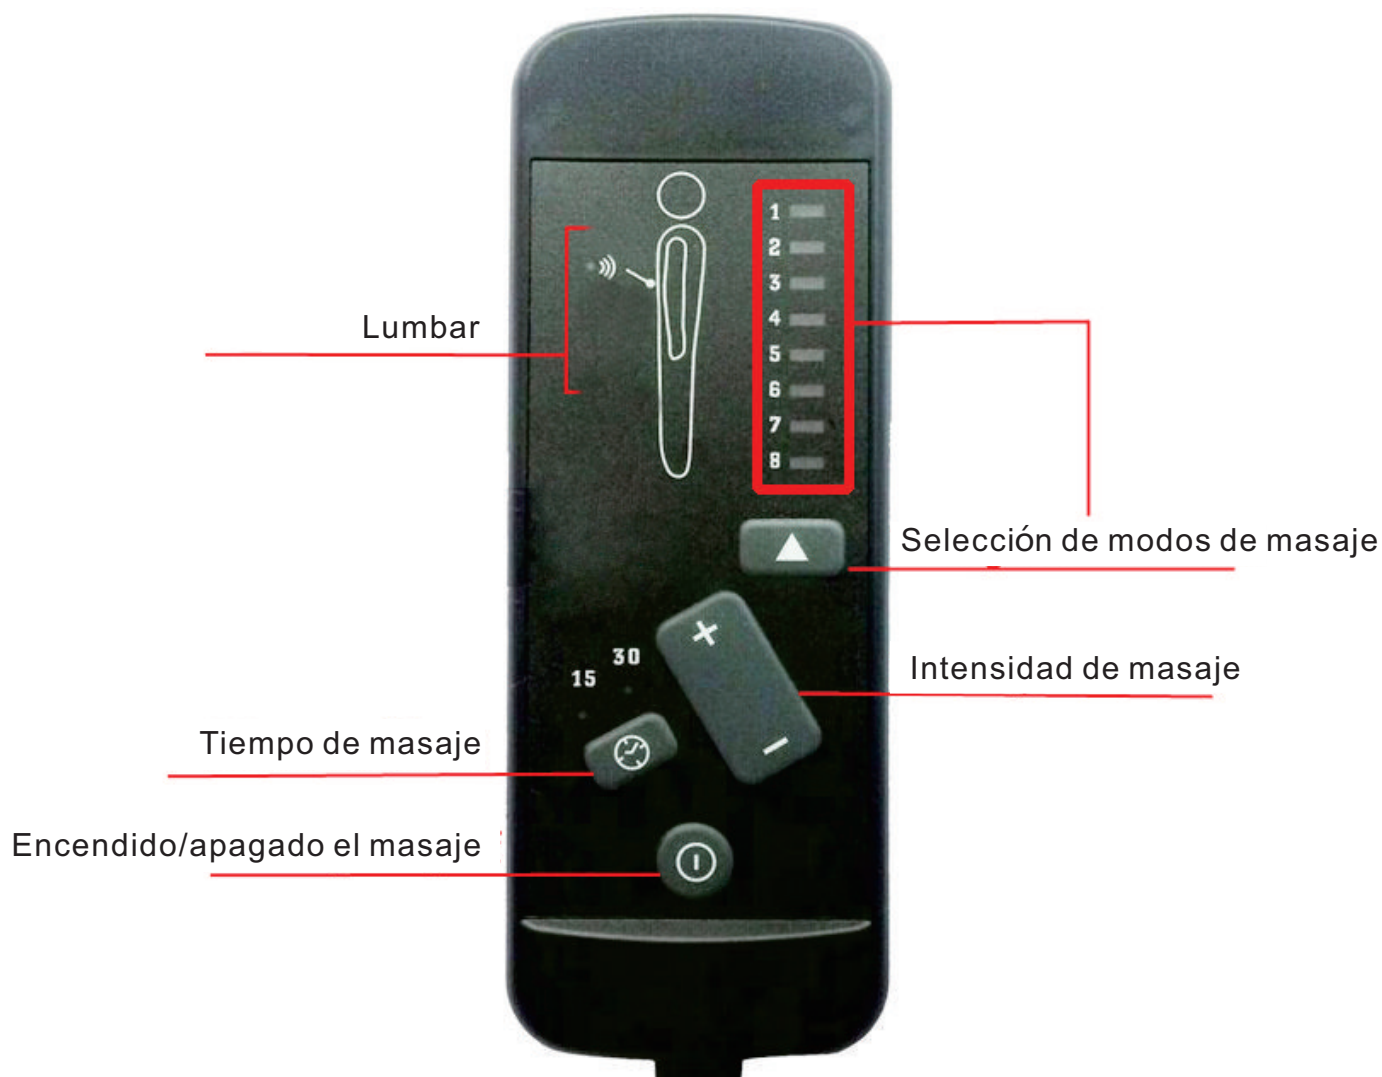 1
2
3
Lumbar
4
5
6
7
8
Selección de modos de masaje
+
30
15
Intensidad de masaje
−
Tiempo de masaje
Encendido/apagado el masaje